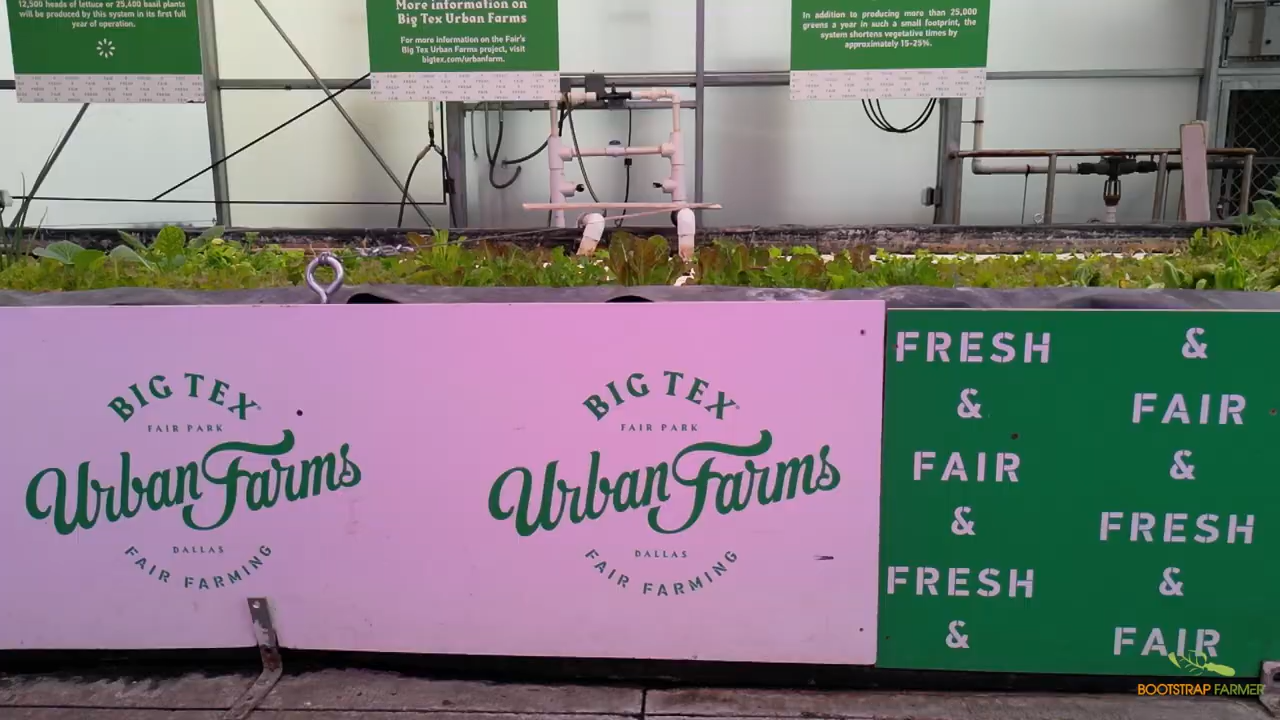 12,500 heads of lettuce or 25,400 basil plants
will be produced by this system in its first full
year of operation.
More information on
Big Tex Urban Farms
For more information on the Fair's
Big Tex Urban Farms project, visit
bigtex.com/urbanfarm.
In addition to producing more than 25,000
greens a year in such a small footprint, the
system shortens vegetative times by
approximately 15-25%.
BIG TEX
FAIR PARK
Urban Farms
DALLAS
FAIR FARMING
BIG TEX
FAIR PARK
Urban Farms
DALLAS
FAIR FARMING
FRESH
&
FAIR
&
FRESH
&
&
FAIR
&
FRESH
&
FAIR
BOOTSTRAP FARMER